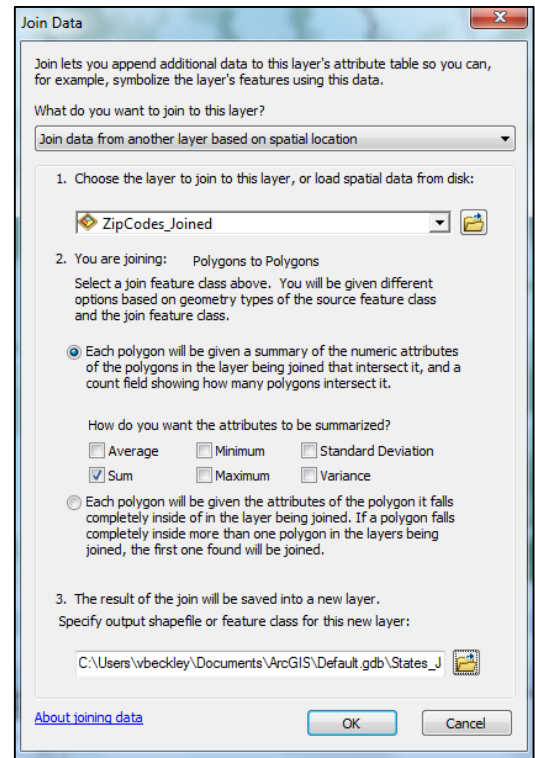 Join Data
Join lets you append additional data to this layer's attribute table so you can,
for example, symbolize the layer's features using this data.
What do you want to join to this layer?
Join data from another layer based on spatial location
1. Choose the layer to join to this layer, or load spatial data from disk:
ZipCodes_Joined
2. You are joining: Polygons to Polygons
Select a join feature class above. You will be given different
options based on geometry types of the source feature class
and the join feature class.
Each polygon will be given a summary of the numeric attributes
of the polygons in the layer being joined that intersect it, and a
count field showing how many polygons intersect it.
How do you want the attributes to be summarized?
Average Minimum Standard Deviation
Sum Maximum Variance
Each polygon will be given the attributes of the polygon it falls
completely inside of in the layer being joined. If a polygon falls
completely inside more than one polygon in the layers being
joined, the first one found will be joined.
3. The result of the join will be saved into a new layer.
Specify output shapefile or feature class for this new layer:
C:\Users\vbeckley\Documents\ArcGIS\Default.gdb\States_J
About joining data OK Cancel